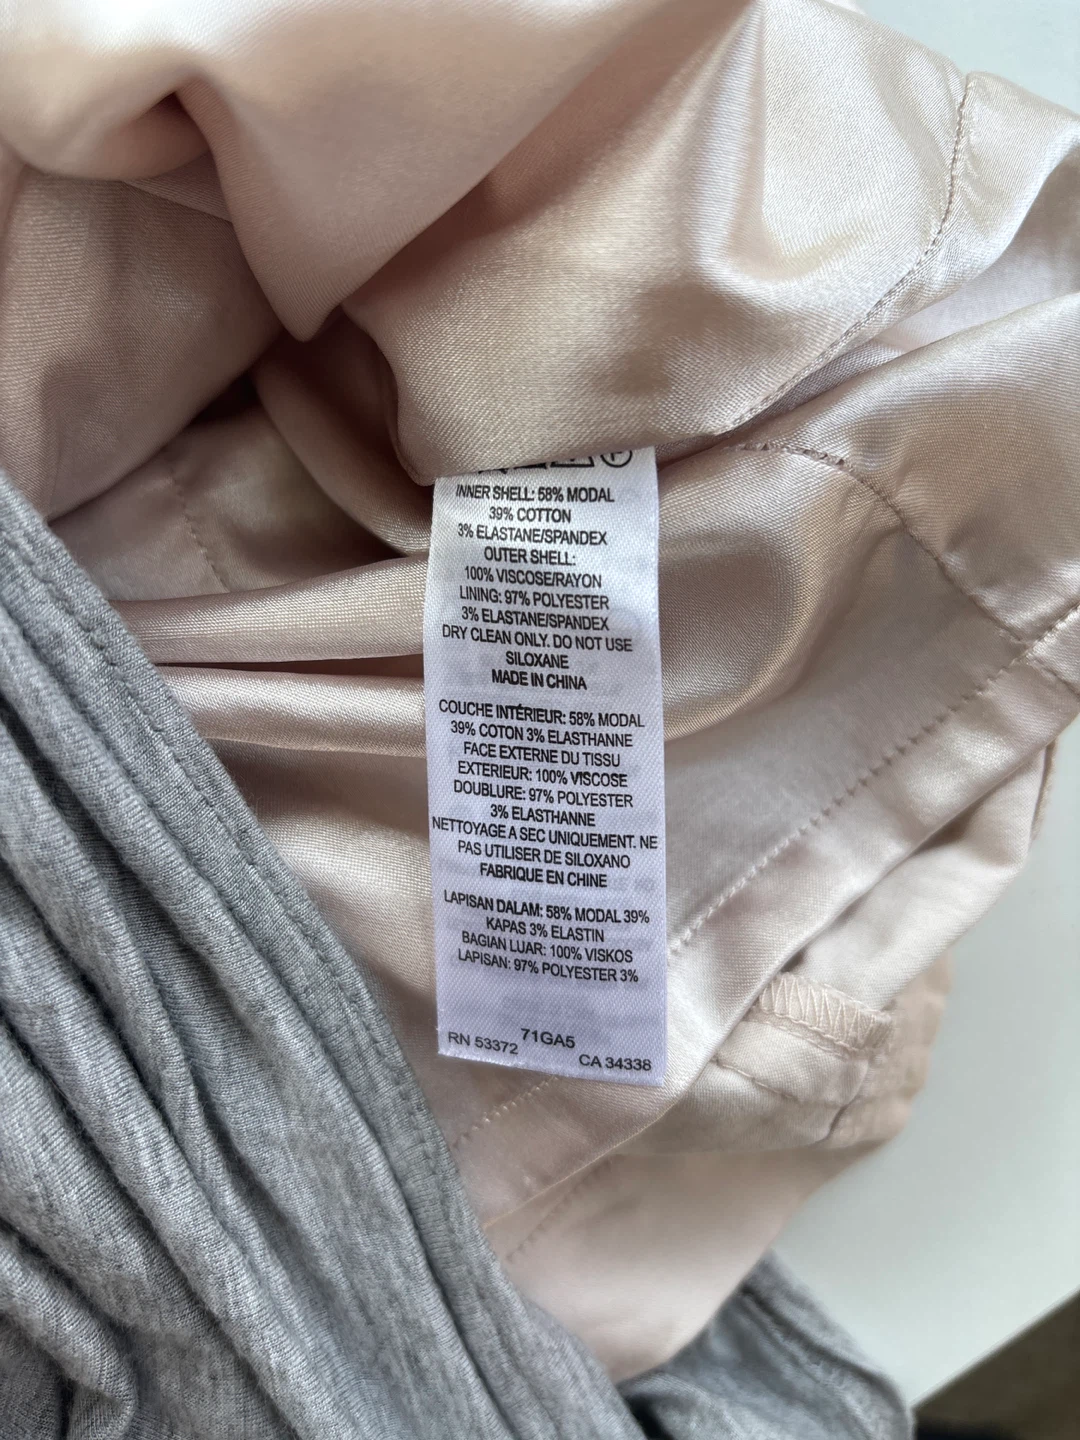 INNER SHELL: 58% MODAL
39% COTTON
3% ELASTANE/SPANDEX
OUTER SHELL:
100% VISCOSE/RAYON
LINING: 97% POLYESTER
3% ELASTANE/SPANDEX
DRY CLEAN ONLY. DO NOT USE
SILOXANE
MADE IN CHINA
COUCHE INTÉRIEUR: 58% MODAL
39% COTON 3% ELASTHANNE
FACE EXTERNE DU TISSU
EXTERIEUR: 100% VISCOSE
DOUBLURE: 97% POLYESTER
3% ELASTHANNE
NETTOYAGE A SEC UNIQUEMENT. NE
PAS UTILISER DE SILOXANO
FABRIQUE EN CHINE
LAPISAN DALAM: 58% MODAL 39%
KAPAS 3% ELASTIN
BAGIAN LUAR: 100% VISKOS
LAPISAN: 97% POLYESTER 3%
71GA5
RN 53372
CA 34338